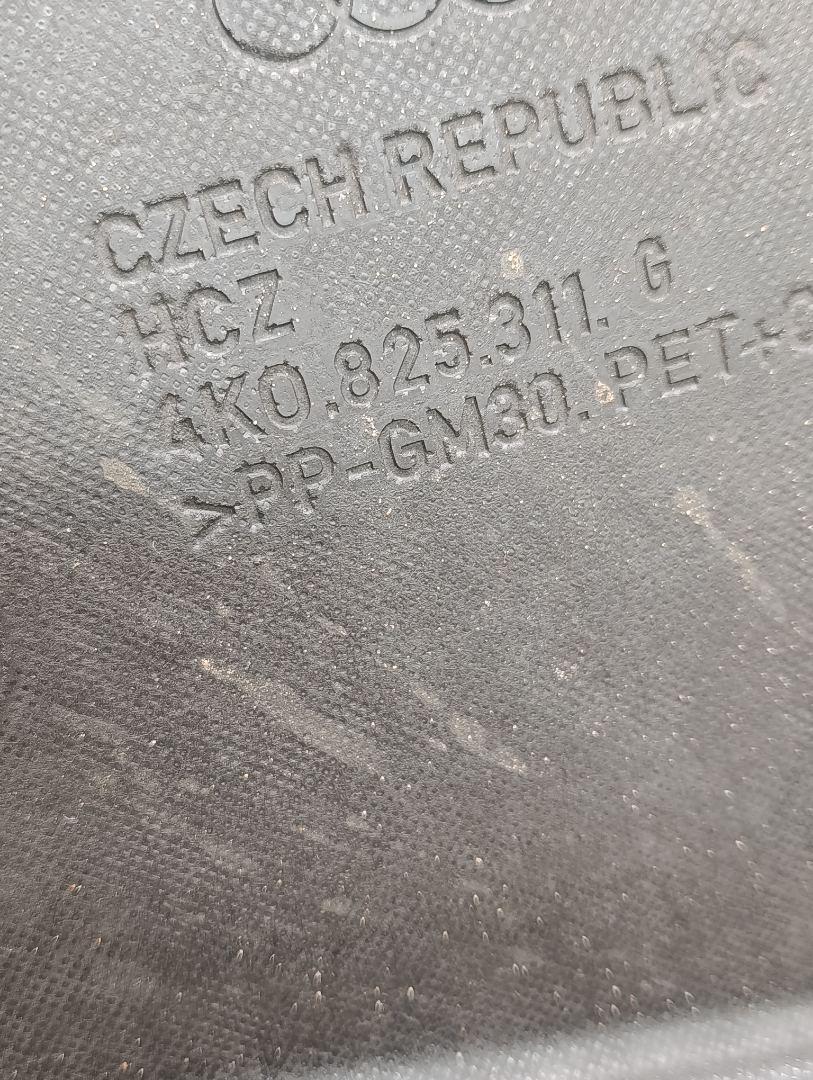 CZECH REPUBLIC
HCZ
4K0.825.311. G
>PP-GM30.PET+G